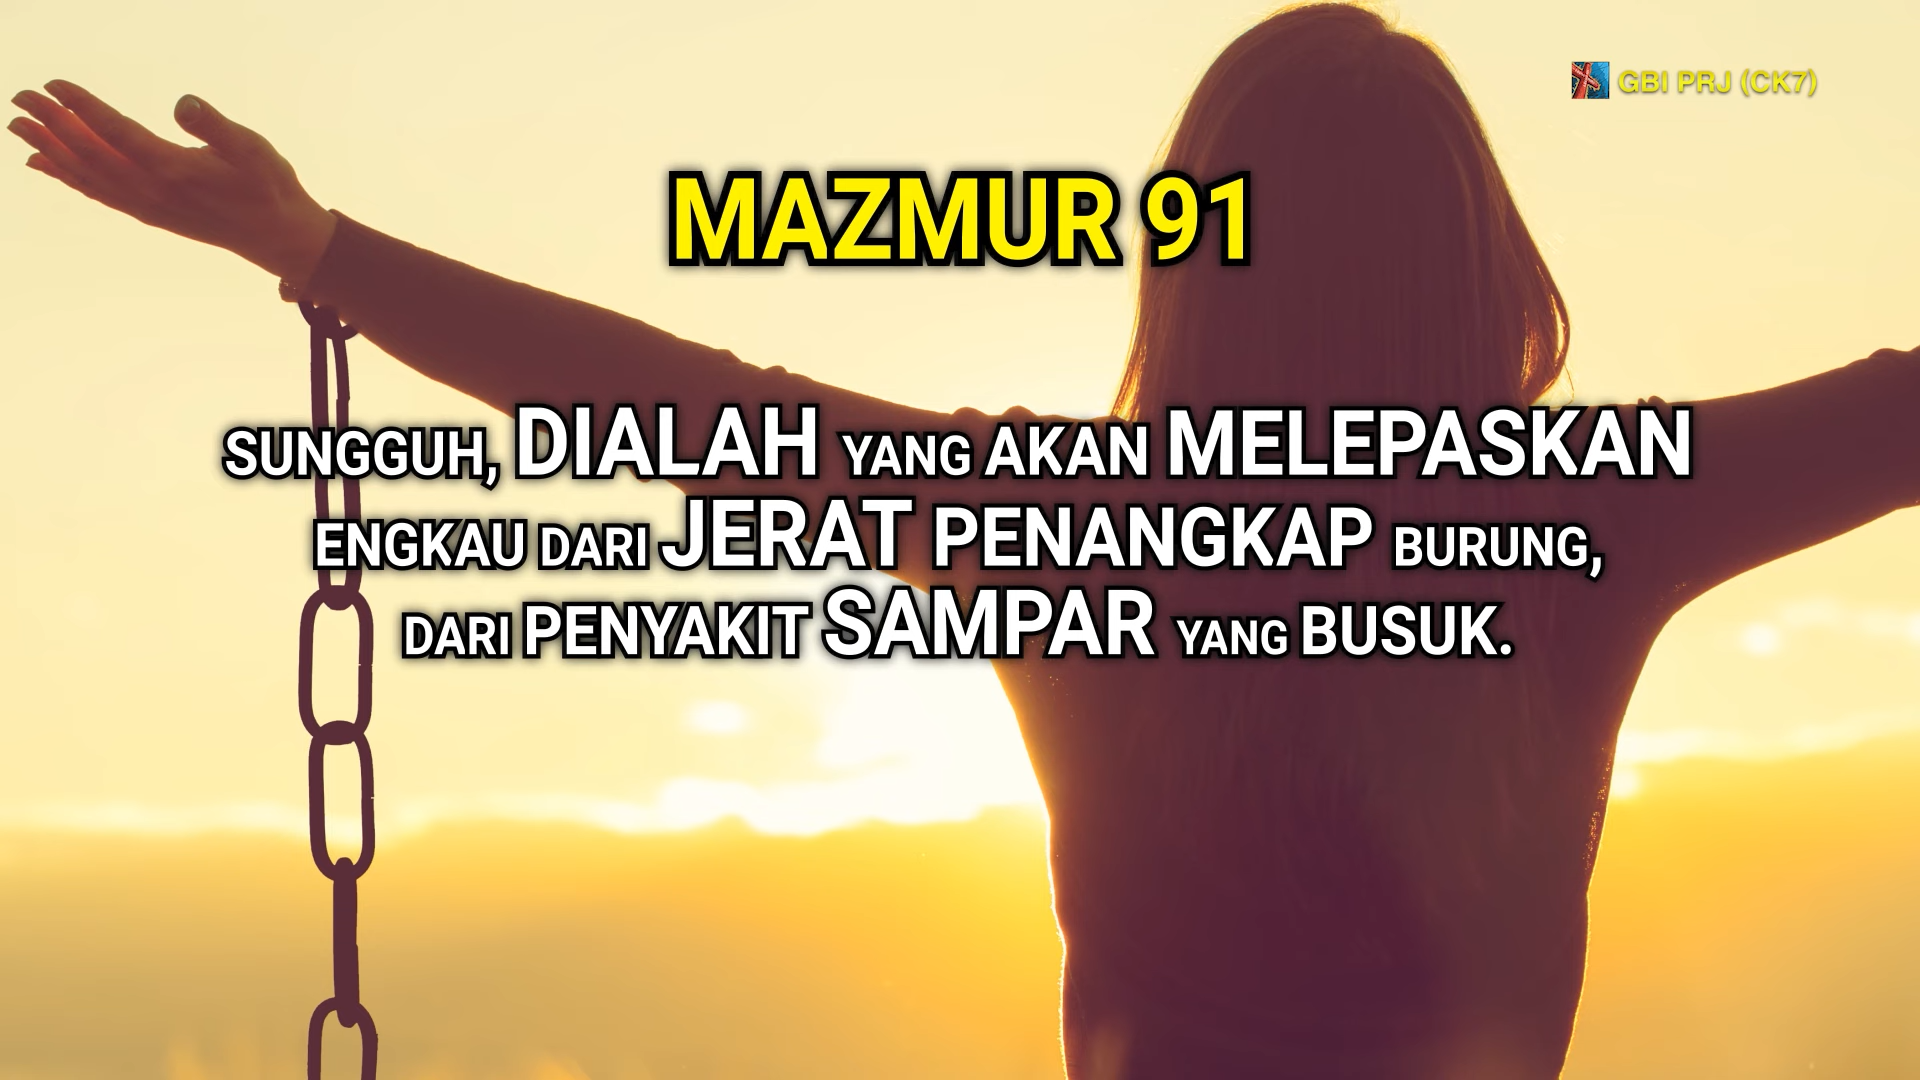 GBI PRJ (CK7)
MAZMUR 91
SUNGGUH, DIALAH YANG AKAN MELEPASKAN
ENGKAU DARI JERAT PENANGKAP BURUNG,
DARI PENYAKIT SAMPAR YANG BUSUK.